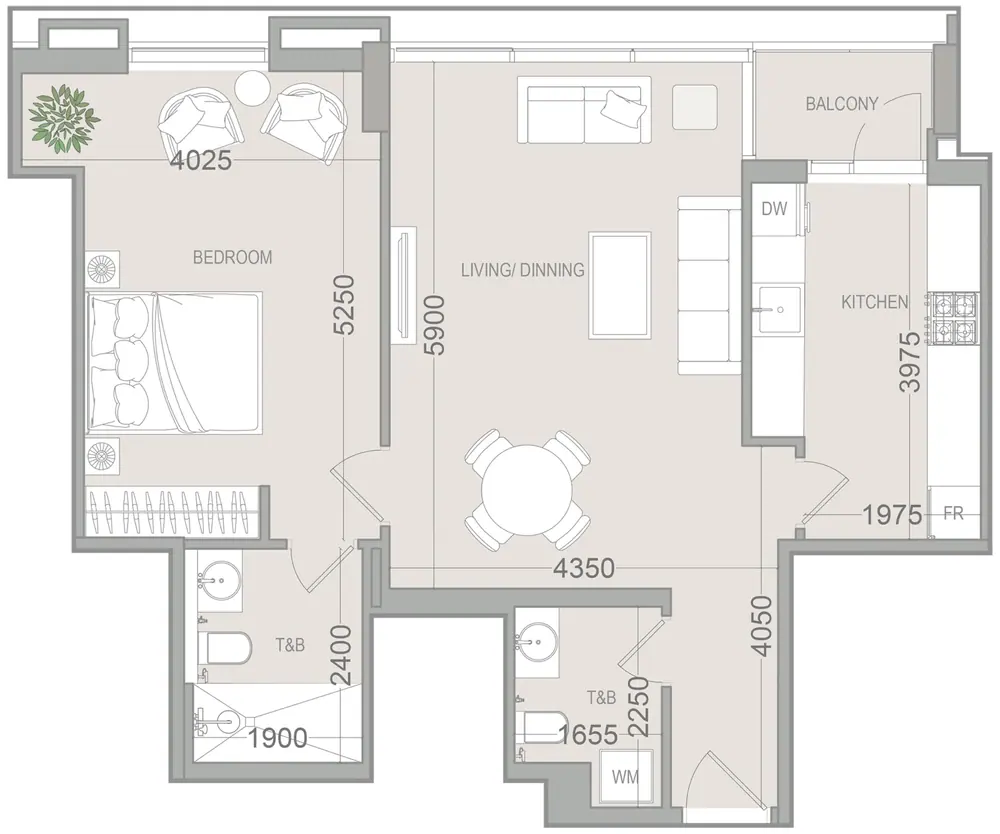 BALCONY
4025
DW
BEDROOM
LIVING/ DINNING
5250
5900
KITCHEN
3975
1975
FR
4350
4050
T&B
2400
T&B
2250
1655
1900
WM